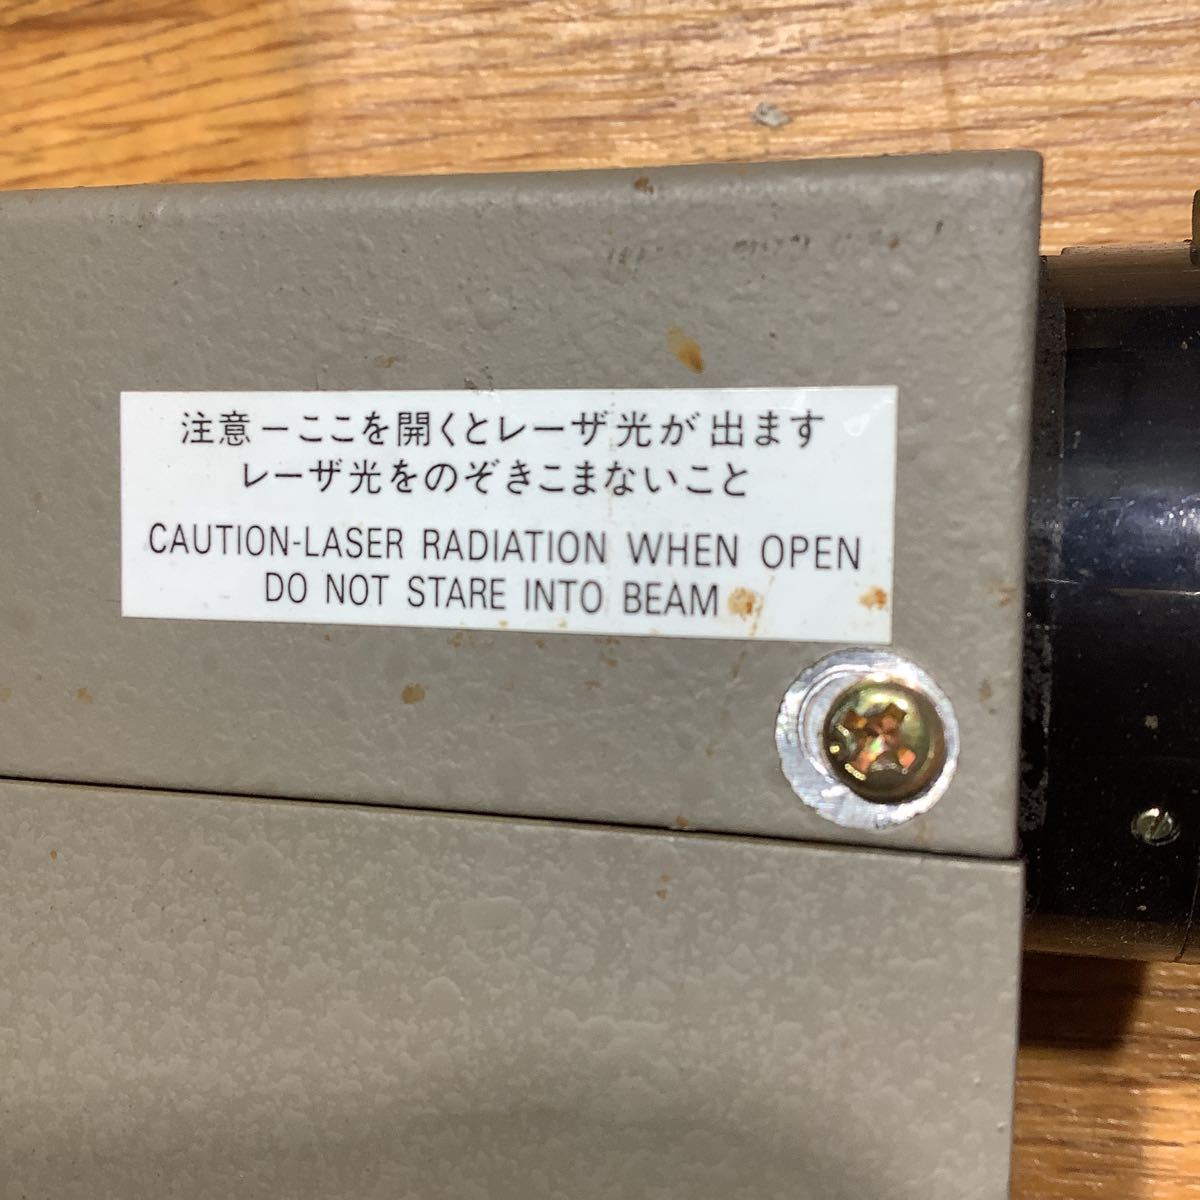 注意－ここを開くとレーザ光が出ます
レーザ光をのぞきこまないこと
CAUTION-LASER RADIATION WHEN OPEN
DO NOT STARE INTO BEAM